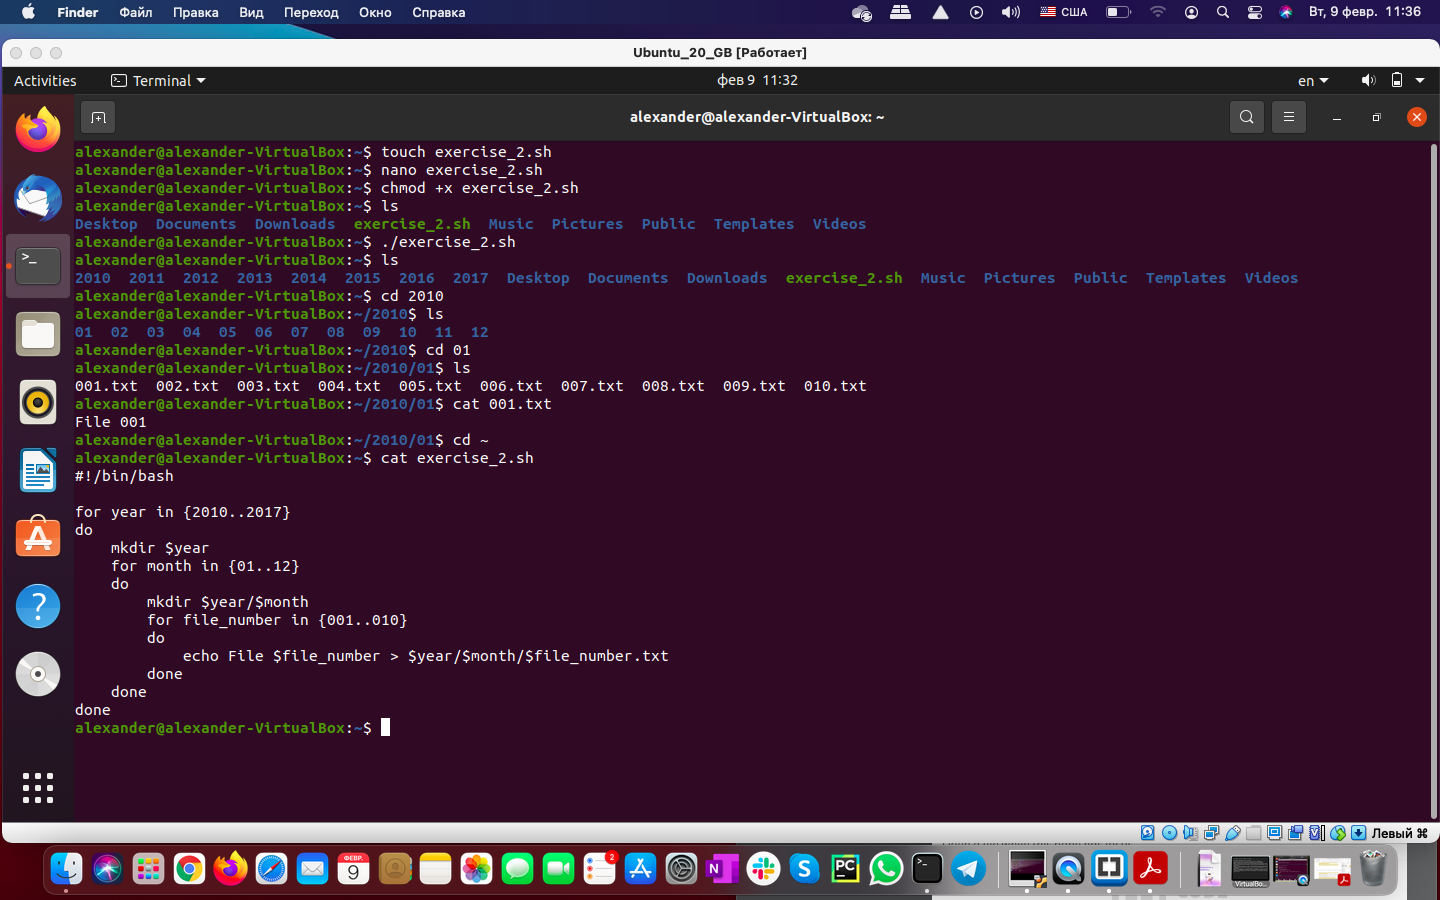 Finder Файл Правка Вид Переход Окно Справка США Вт, 9 февр. 11:36
Ubuntu_20_GB [Работает]
Activities Terminal фев 9 11:32 en
alexander@alexander-VirtualBox: ~
alexander@alexander-VirtualBox:~$ touch exercise_2.sh
alexander@alexander-VirtualBox:~$ nano exercise_2.sh
alexander@alexander-VirtualBox:~$ chmod +x exercise_2.sh
alexander@alexander-VirtualBox:~$ ls
Desktop Documents Downloads exercise_2.sh Music Pictures Public Templates Videos
alexander@alexander-VirtualBox:~$ ./exercise_2.sh
alexander@alexander-VirtualBox:~$ ls
2010 2011 2012 2013 2014 2015 2016 2017 Desktop Documents Downloads exercise_2.sh Music Pictures Public Templates Videos
alexander@alexander-VirtualBox:~$ cd 2010
alexander@alexander-VirtualBox:~/2010$ ls
01 02 03 04 05 06 07 08 09 10 11 12
alexander@alexander-VirtualBox:~/2010$ cd 01
alexander@alexander-VirtualBox:~/2010/01$ ls
001.txt 002.txt 003.txt 004.txt 005.txt 006.txt 007.txt 008.txt 009.txt 010.txt
alexander@alexander-VirtualBox:~/2010/01$ cat 001.txt
File 001
alexander@alexander-VirtualBox:~/2010/01$ cd ~
alexander@alexander-VirtualBox:~$ cat exercise_2.sh
#!/bin/bash
for year in {2010..2017}
do
mkdir $year
for month in {01..12}
do
mkdir $year/$month
for file_number in {001..010}
do
echo File $file_number > $year/$month/$file_number.txt
done
done
done
alexander@alexander-VirtualBox:~$
Левый ⌘
ФЕВР.
9
2